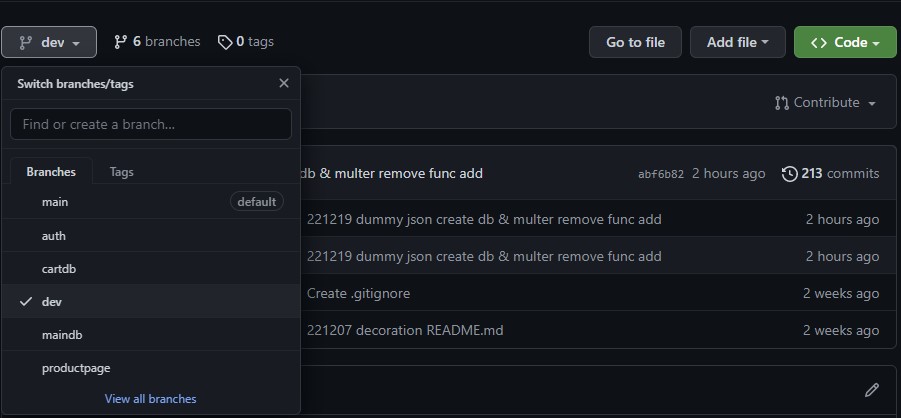 dev 6 branches 0 tags Go to file Add file Code
Switch branches/tags
Find or create a branch...
Contribute
Branches Tags
db & multer remove func add abf6b82 2 hours ago 213 commits
main default
221219 dummy json create db & multer remove func add 2 hours ago
auth
221219 dummy json create db & multer remove func add 2 hours ago
cartdb
Create .gitignore 2 weeks ago
dev
221207 decoration README.md 2 weeks ago
maindb
productpage
View all branches